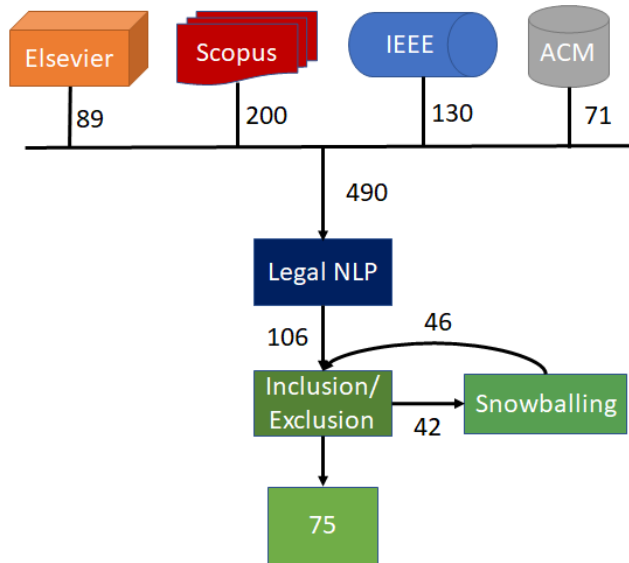 Elsevier
Scopus
IEEE
ACM
89
200
130
71
490
Legal NLP
106
46
Inclusion/
Exclusion
42
Snowballing
75